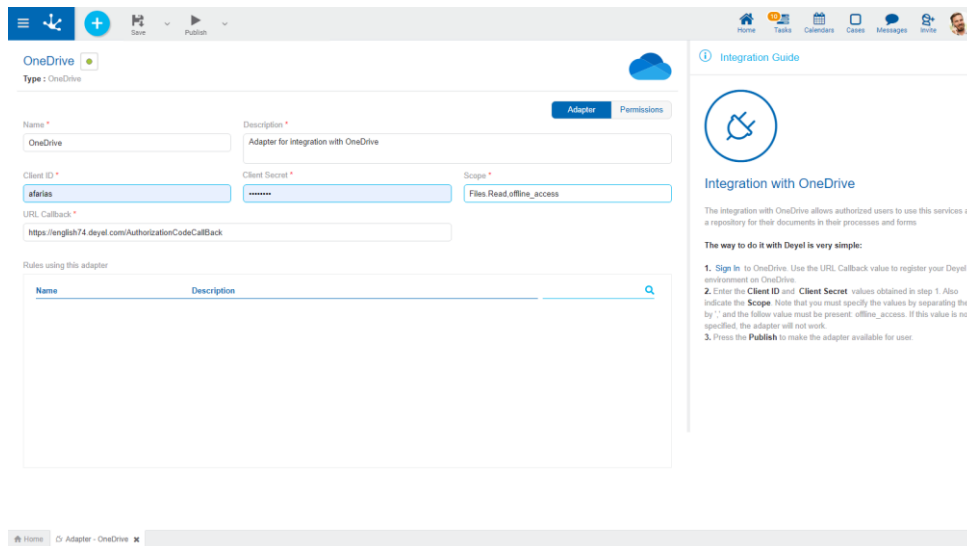 Save
Publish
Home
10
Tasks
Calendars
Cases
Messages
Invite
OneDrive
Type : OneDrive
Adapter
Permissions
Name *
Description *
OneDrive
Adapter for integration with OneDrive
Client ID *
Client Secret *
Scope *
afarias
••••••••
Files.Read,offline_access
URL Callback *
https://english74.deyel.com/AuthorizationCodeCallBack
Rules using this adapter
Name
Description
Integration Guide
Integration with OneDrive
The integration with OneDrive allows authorized users to use this services
a repository for their documents in their processes and forms
The way to do it with Deyel is very simple:
1. Sign In to OneDrive. Use the URL Callback value to register your Deyel
environment on OneDrive.
2. Enter the Client ID and Client Secret values obtained in step 1. Also
indicate the Scope. Note that you must specify the values by separating
by ',' and the follow value must be present: offline_access. If this value is
specified, the adapter will not work.
3. Press the Publish to make the adapter available for user.
Home
Adapter - OneDrive